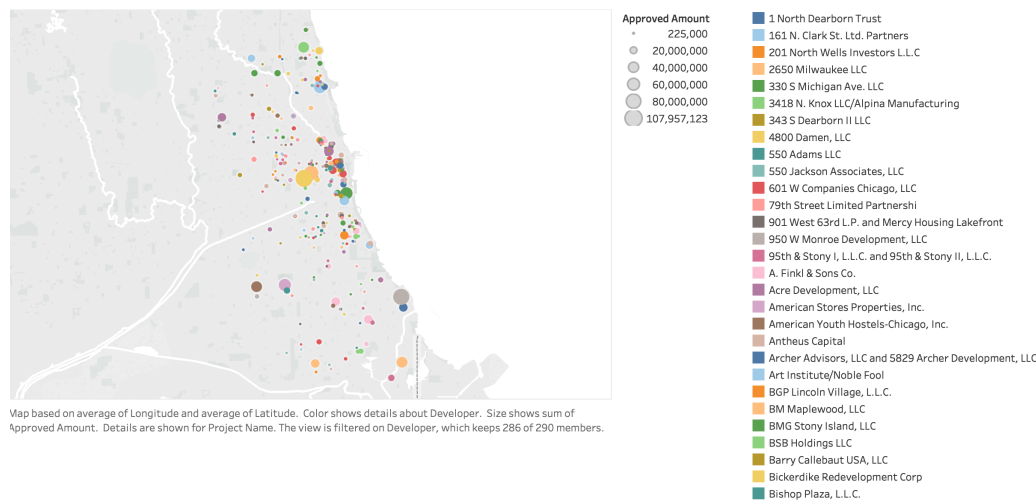 Approved Amount
225,000
20,000,000
40,000,000
60,000,000
80,000,000
107,957,123
1 North Dearborn Trust
161 N. Clark St. Ltd. Partners
201 North Wells Investors L.L.C
2650 Milwaukee LLC
330 S Michigan Ave. LLC
3418 N. Knox LLC/Alpina Manufacturing
343 S Dearborn II LLC
4800 Damen, LLC
550 Adams LLC
550 Jackson Associates, LLC
601 W Companies Chicago, LLC
79th Street Limited Partnershi
901 West 63rd L.P. and Mercy Housing Lakefront
950 W Monroe Development, LLC
95th & Stony I, L.L.C. and 95th & Stony II, L.L.C.
A. Finkl & Sons Co.
Acre Development, LLC
American Stores Properties, Inc.
American Youth Hostels-Chicago, Inc.
Antheus Capital
Archer Advisors, LLC and 5829 Archer Development, LLC
Art Institute/Noble Fool
BGP Lincoln Village, L.L.C.
BM Maplewood, LLC
BMG Stony Island, LLC
BSB Holdings LLC
Barry Callebaut USA, LLC
Bickerdike Redevelopment Corp
Bishop Plaza, L.L.C.
Map based on average of Longitude and average of Latitude. Color shows details about Developer. Size shows sum of
Approved Amount. Details are shown for Project Name. The view is filtered on Developer, which keeps 286 of 290 members.